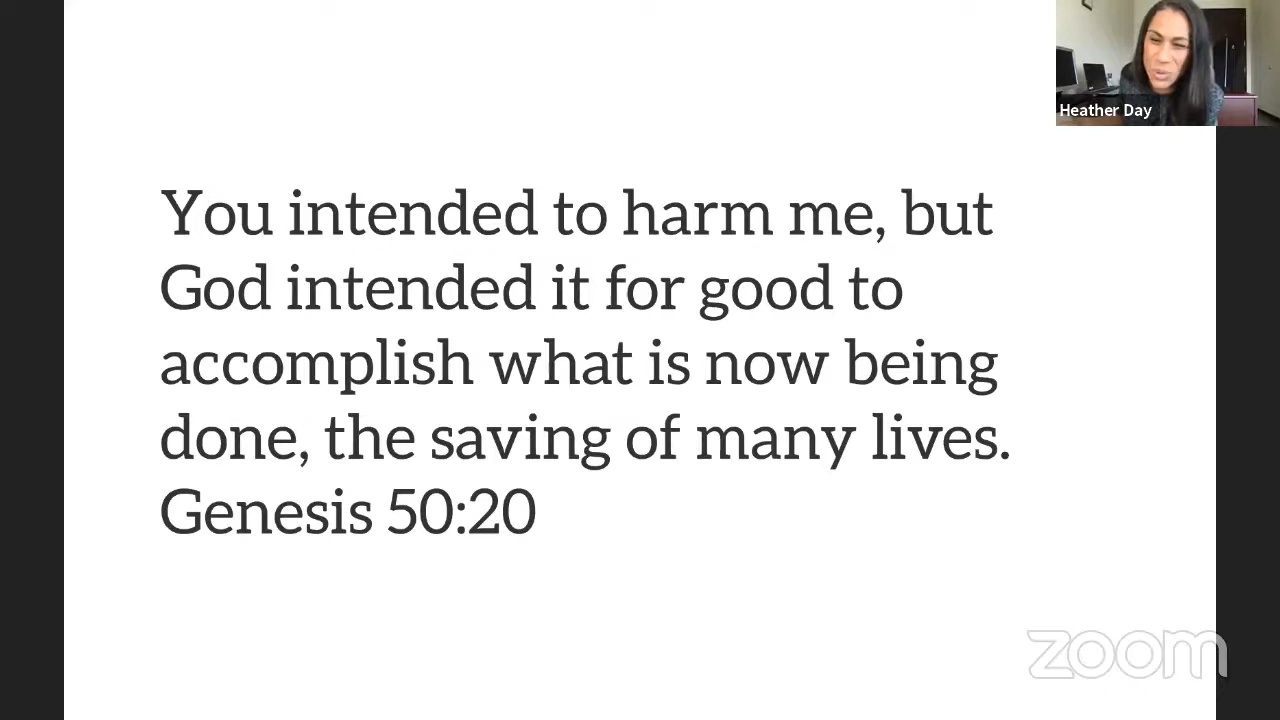 Heather Day
You intended to harm me, but
God intended it for good to
accomplish what is now being
done, the saving of many lives.
Genesis 50:20
zoom